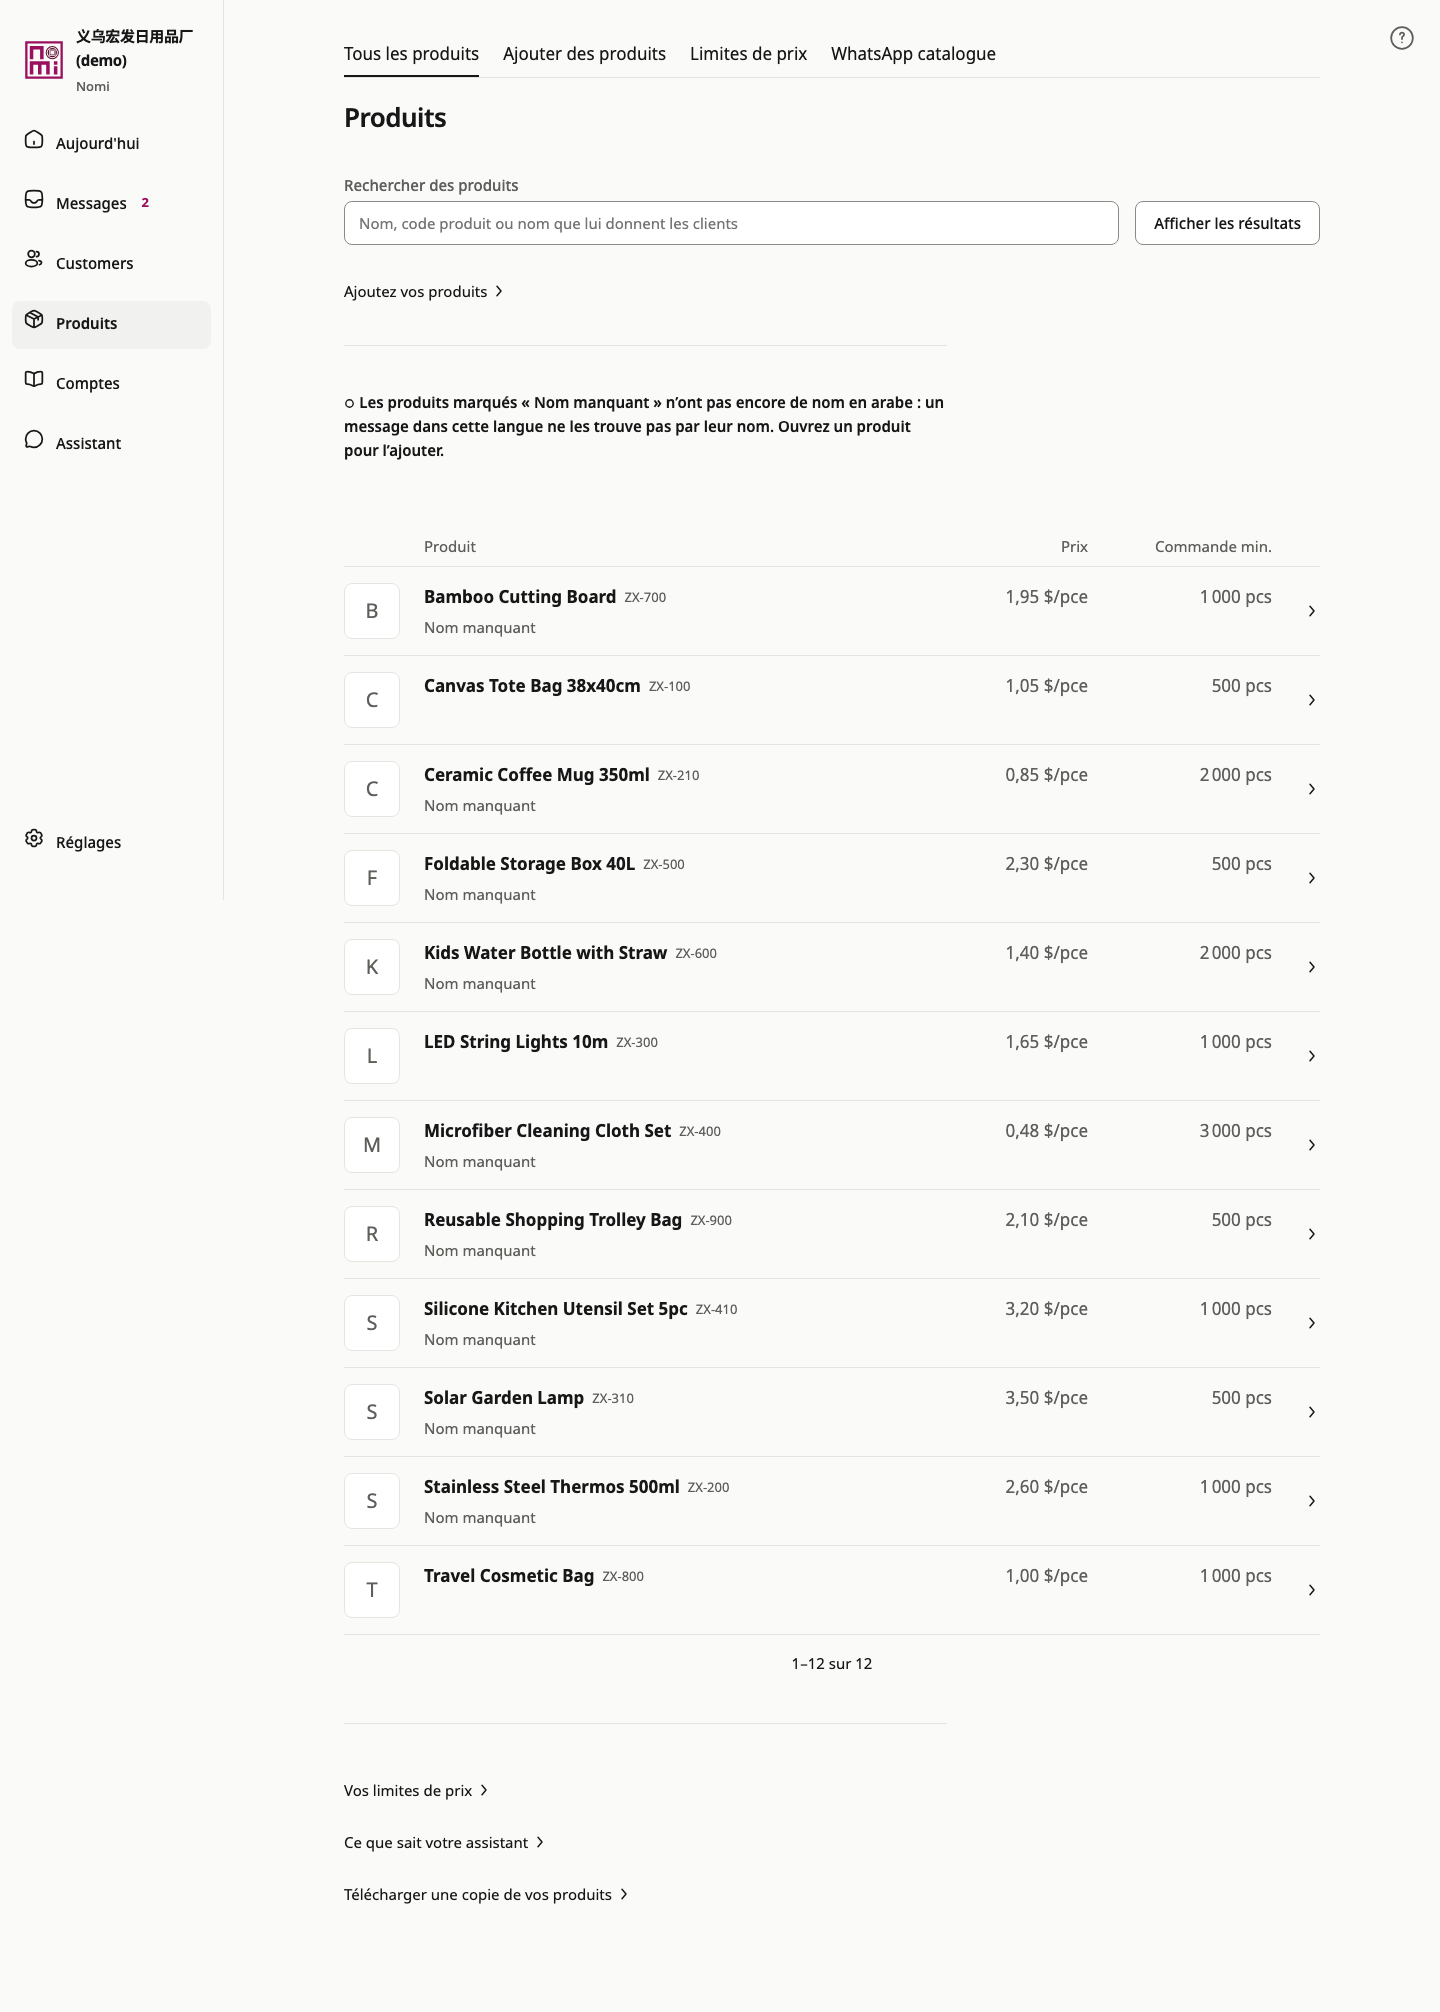 义乌宏发日用品厂
(demo)
Nomi
Aujourd'hui
Messages 2
Customers
Produits
Comptes
Assistant
Réglages
Tous les produits Ajouter des produits Limites de prix WhatsApp catalogue
Produits
Rechercher des produits
Nom, code produit ou nom que lui donnent les clients
Afficher les résultats
Ajoutez vos produits
Les produits marqués « Nom manquant » n’ont pas encore de nom en arabe : un
message dans cette langue ne les trouve pas par leur nom. Ouvrez un produit
pour l’ajouter.
Produit Prix Commande min.
B Bamboo Cutting Board ZX-700 1,95 $/pce 1 000 pcs
Nom manquant
C Canvas Tote Bag 38x40cm ZX-100 1,05 $/pce 500 pcs
C Ceramic Coffee Mug 350ml ZX-210 0,85 $/pce 2 000 pcs
Nom manquant
F Foldable Storage Box 40L ZX-500 2,30 $/pce 500 pcs
Nom manquant
K Kids Water Bottle with Straw ZX-600 1,40 $/pce 2 000 pcs
Nom manquant
L LED String Lights 10m ZX-300 1,65 $/pce 1 000 pcs
M Microfiber Cleaning Cloth Set ZX-400 0,48 $/pce 3 000 pcs
Nom manquant
R Reusable Shopping Trolley Bag ZX-900 2,10 $/pce 500 pcs
Nom manquant
S Silicone Kitchen Utensil Set 5pc ZX-410 3,20 $/pce 1 000 pcs
Nom manquant
S Solar Garden Lamp ZX-310 3,50 $/pce 500 pcs
Nom manquant
S Stainless Steel Thermos 500ml ZX-200 2,60 $/pce 1 000 pcs
Nom manquant
T Travel Cosmetic Bag ZX-800 1,00 $/pce 1 000 pcs
1–12 sur 12
Vos limites de prix
Ce que sait votre assistant
Télécharger une copie de vos produits